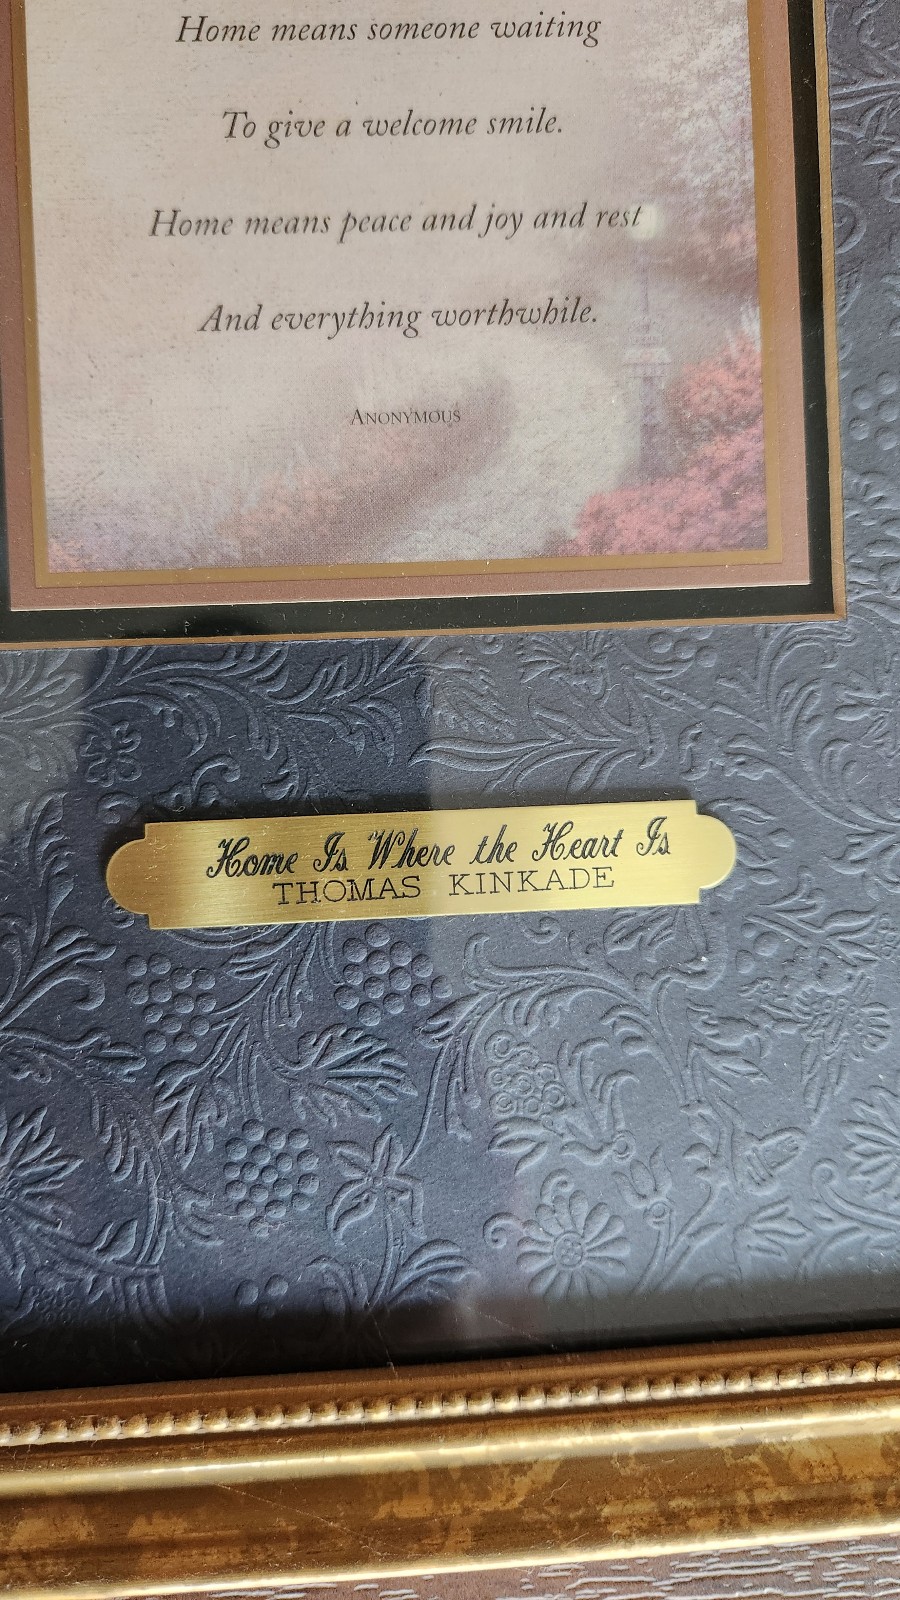 Home means someone waiting
To give a welcome smile.
Home means peace and joy and rest
And everything worthwhile.
ANONYMOUS
Home Is Where the Heart Is
THOMAS KINKADE